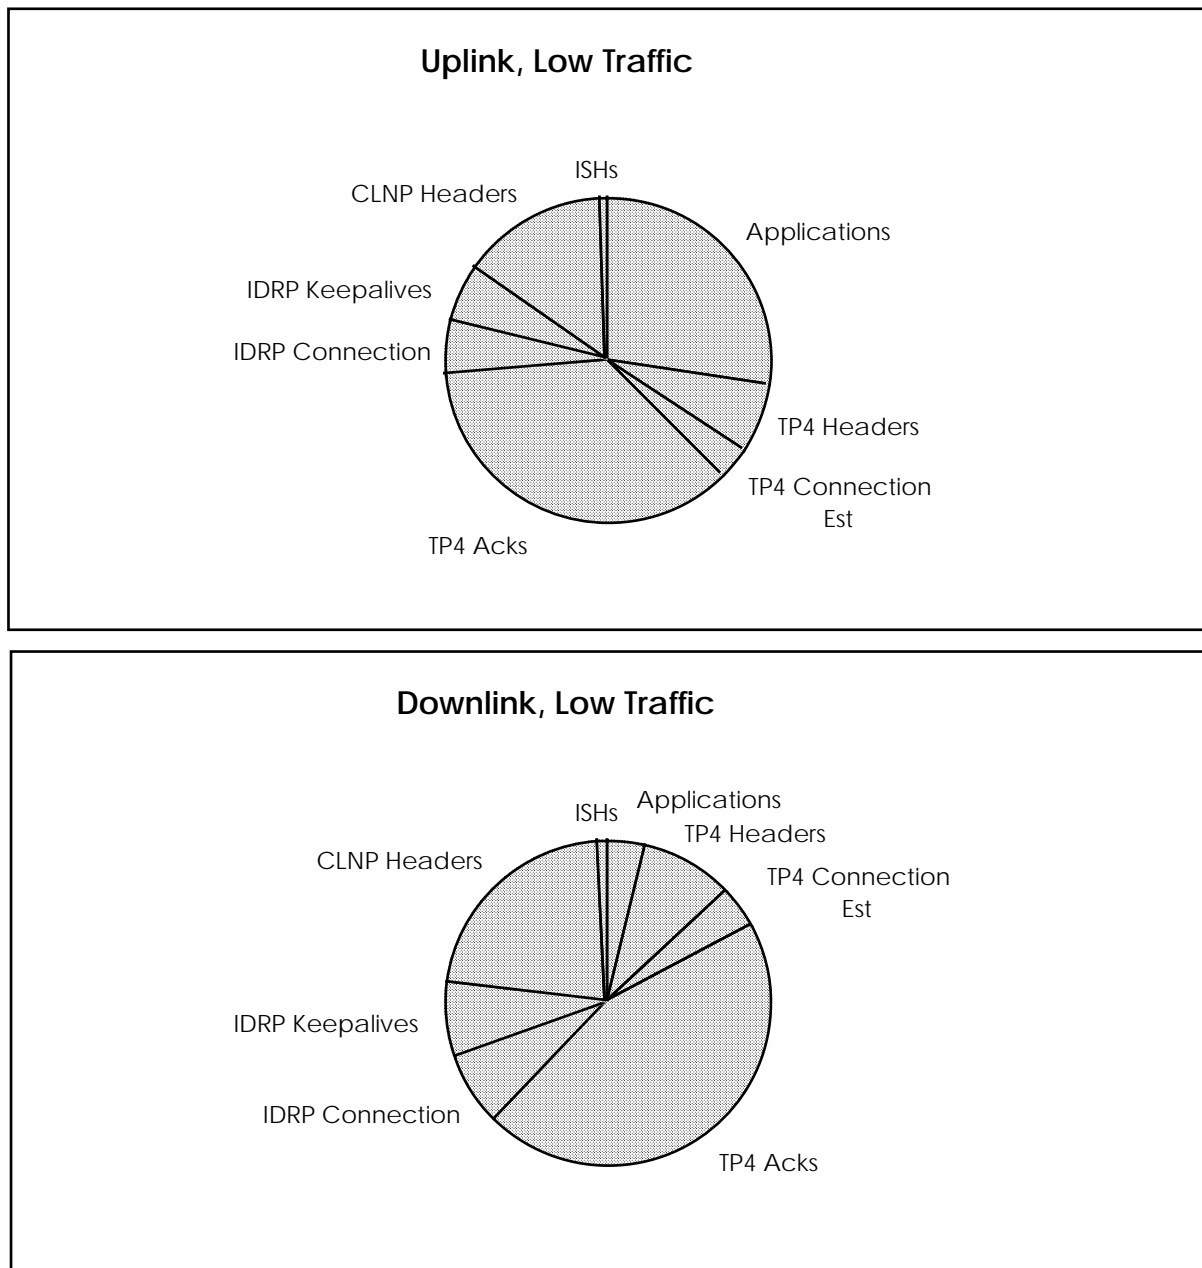 Uplink, Low Traffic
ISHs
CLNP Headers
Applications
IDRP Keepalives
IDRP Connection
TP4 Headers
TP4 Connection
Est
TP4 Acks
Downlink, Low Traffic
Applications
ISHs
TP4 Headers
CLNP Headers
TP4 Connection
Est
IDRP Keepalives
IDRP Connection
TP4 Acks